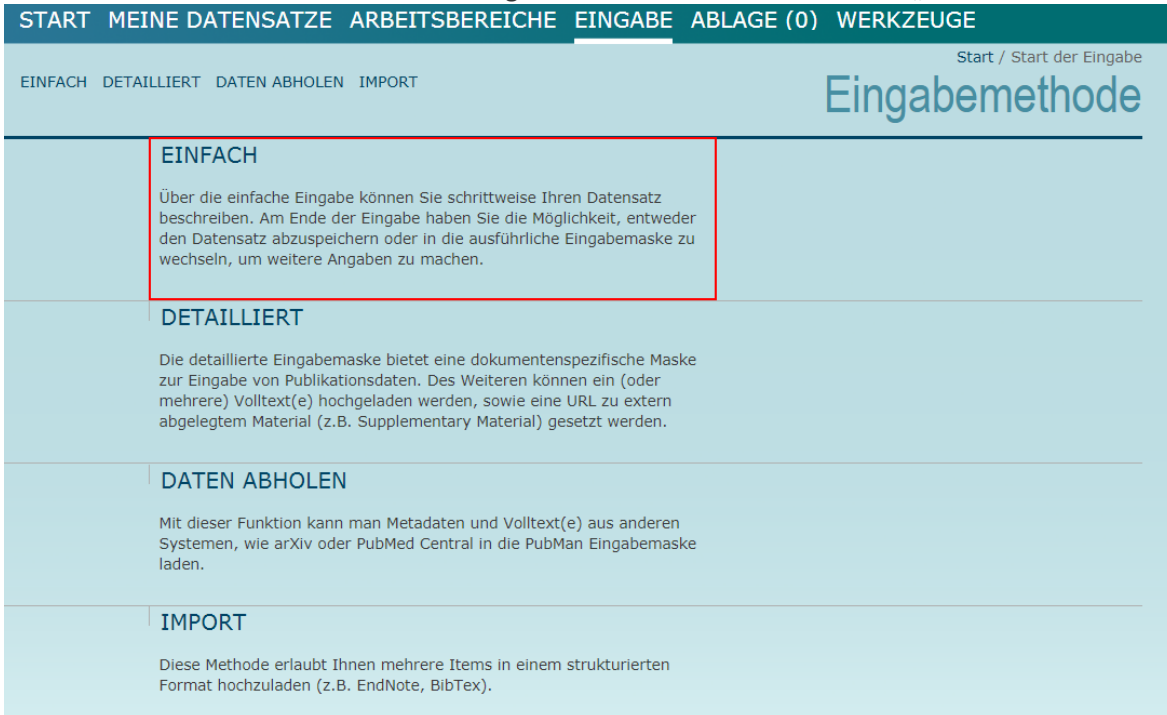 START MEINE DATENSATZE ARBEITSBEREICHE EINGABE ABLAGE (0) WERKZEUGE
Start / Start der Eingabe
EINFACH DETAILLIERT DATEN ABHOLEN IMPORT
Eingabemethode
EINFACH
Über die einfache Eingabe können Sie schrittweise Ihren Datensatz
beschreiben. Am Ende der Eingabe haben Sie die Möglichkeit, entweder
den Datensatz abzuspeichern oder in die ausführliche Eingabemaske zu
wechseln, um weitere Angaben zu machen.
DETAILLIERT
Die detaillierte Eingabemaske bietet eine dokumentenspezifische Maske
zur Eingabe von Publikationsdaten. Des Weiteren können ein (oder
mehrere) Volltext(e) hochgeladen werden, sowie eine URL zu extern
abgelegtem Material (z.B. Supplementary Material) gesetzt werden.
DATEN ABHOLEN
Mit dieser Funktion kann man Metadaten und Volltext(e) aus anderen
Systemen, wie arXiv oder PubMed Central in die PubMan Eingabemaske
laden.
IMPORT
Diese Methode erlaubt Ihnen mehrere Items in einem strukturierten
Format hochzuladen (z.B. EndNote, BibTex).